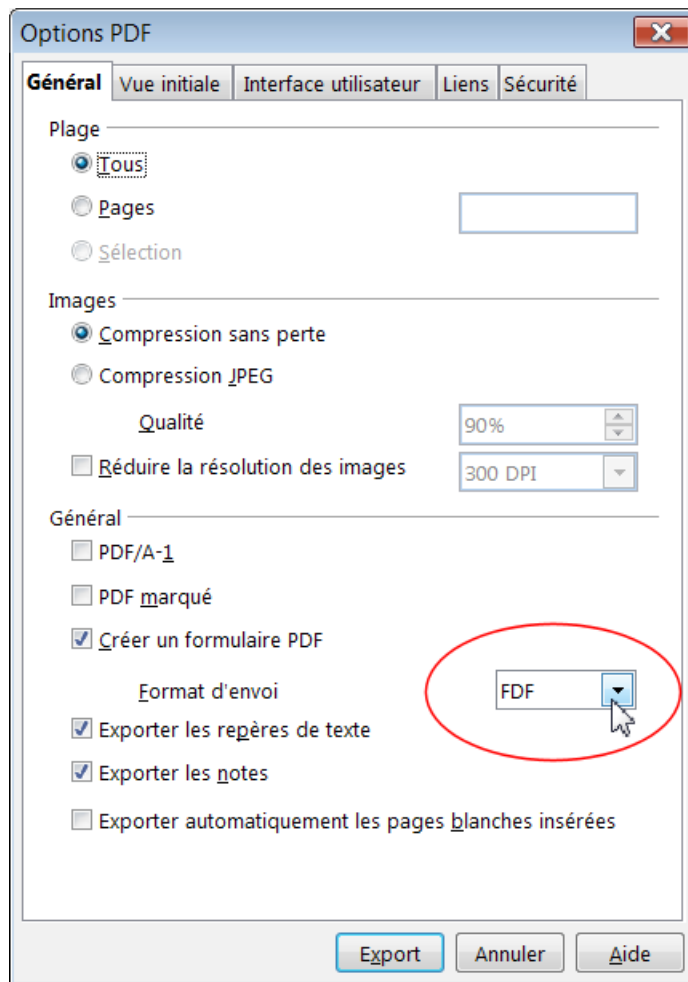 Options PDF
Général Vue initiale Interface utilisateur Liens Sécurité
Plage
Tous
Pages
Sélection
Images
Compression sans perte
Compression JPEG
Qualité 90%
Réduire la résolution des images 300 DPI
Général
PDF/A-1
PDF marqué
Créer un formulaire PDF
Format d'envoi FDF
Exporter les repères de texte
Exporter les notes
Exporter automatiquement les pages blanches insérées
Export Annuler Aide